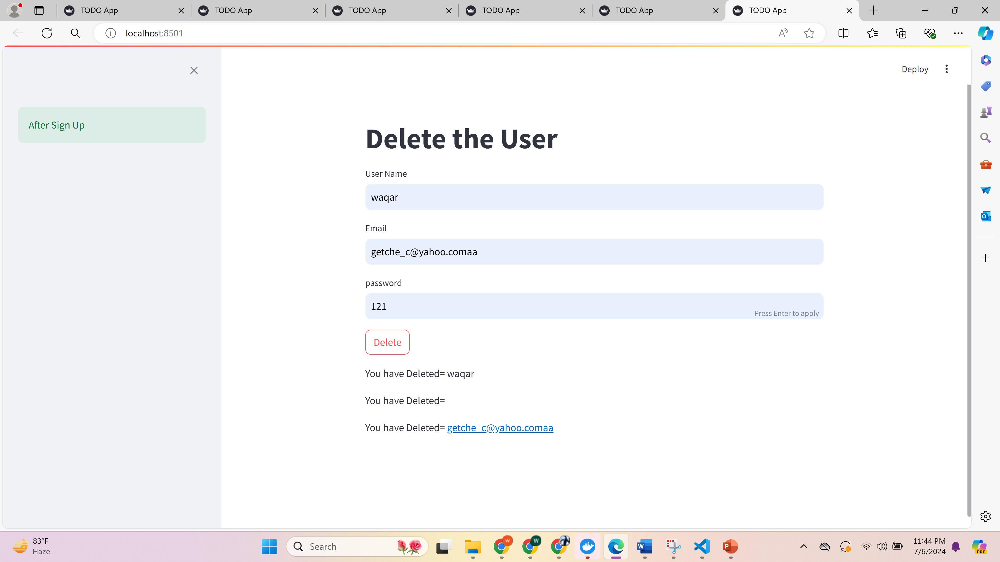 TODO App TODO App TODO App TODO App TODO App TODO App
localhost:8501
Deploy
After Sign Up
Delete the User
User Name
waqar
Email
getche_c@yahoo.comaa
password
121
Press Enter to apply
Delete
You have Deleted= waqar
You have Deleted=
You have Deleted= getche_c@yahoo.comaa
83°F
Haze
Search
W
W
W
P
11:44 PM
7/6/2024
PRE